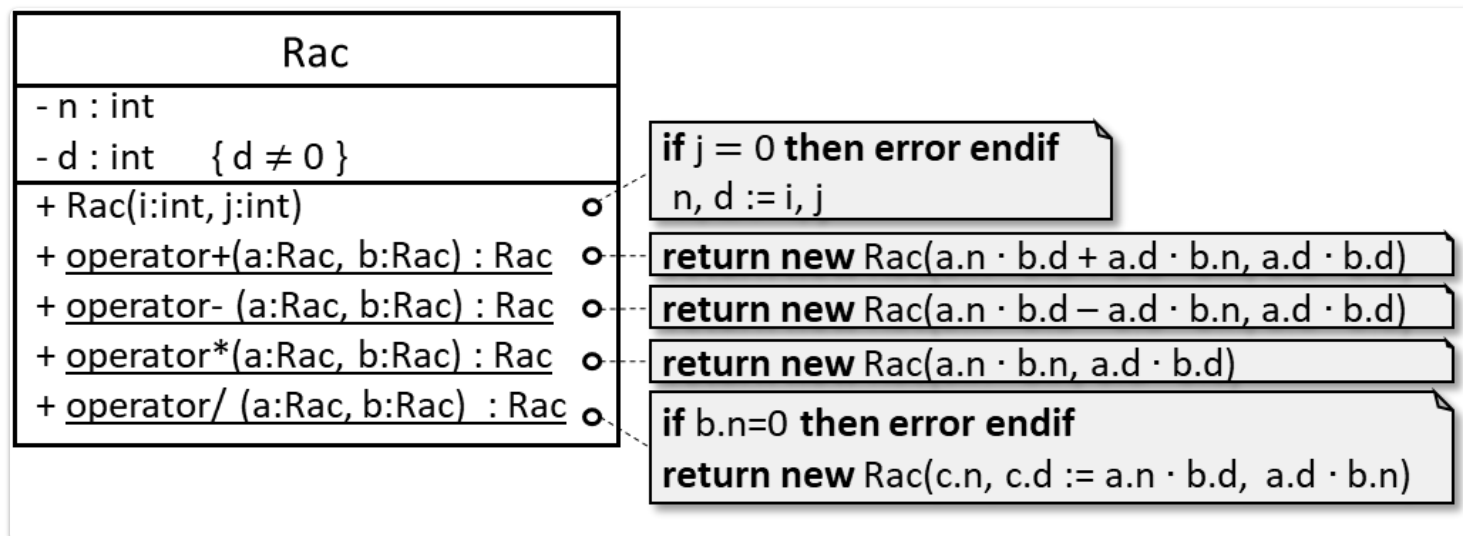 Rac
- n : int
- d : int { d ≠ 0 }
+ Rac(i:int, j:int)
+ operator+(a:Rac, b:Rac) : Rac
+ operator- (a:Rac, b:Rac) : Rac
+ operator*(a:Rac, b:Rac) : Rac
+ operator/ (a:Rac, b:Rac) : Rac
if j = 0 then error endif
n, d := i, j
return new Rac(a.n · b.d + a.d · b.n, a.d · b.d)
return new Rac(a.n · b.d – a.d · b.n, a.d · b.d)
return new Rac(a.n · b.n, a.d · b.d)
if b.n=0 then error endif
return new Rac(c.n, c.d := a.n · b.d, a.d · b.n)